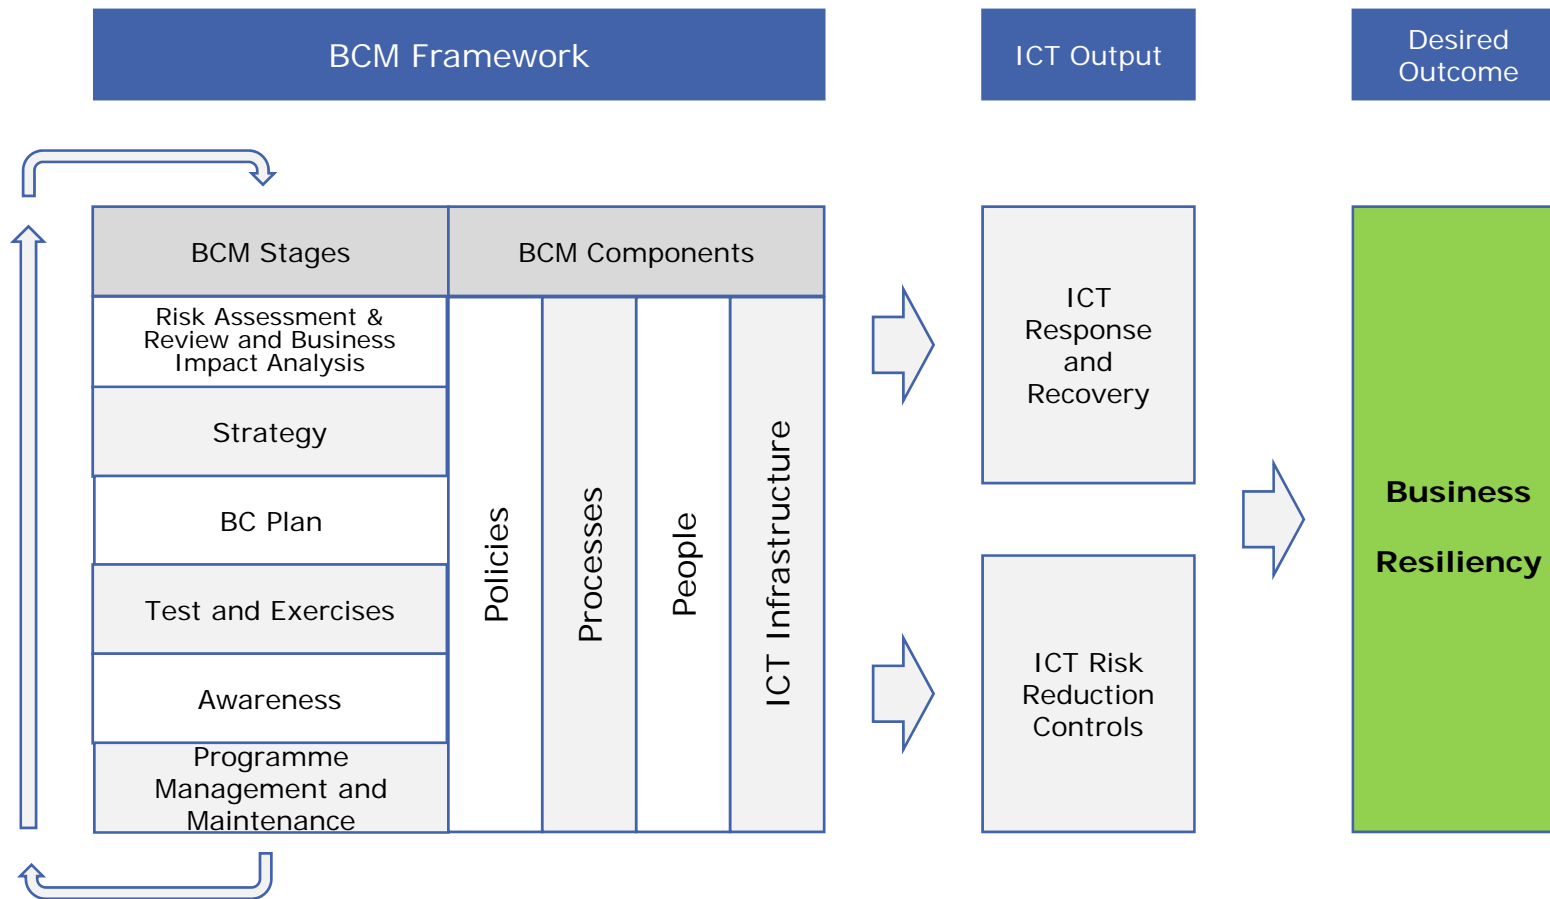 BCM Framework
ICT Output
Desired
Outcome
BCM Stages
BCM Components
Risk Assessment &
Review and Business
Impact Analysis
Strategy
BC Plan
Test and Exercises
Awareness
Programme
Management and
Maintenance
Policies
Processes
People
ICT Infrastructure
ICT
Response
and
Recovery
ICT Risk
Reduction
Controls
Business
Resiliency